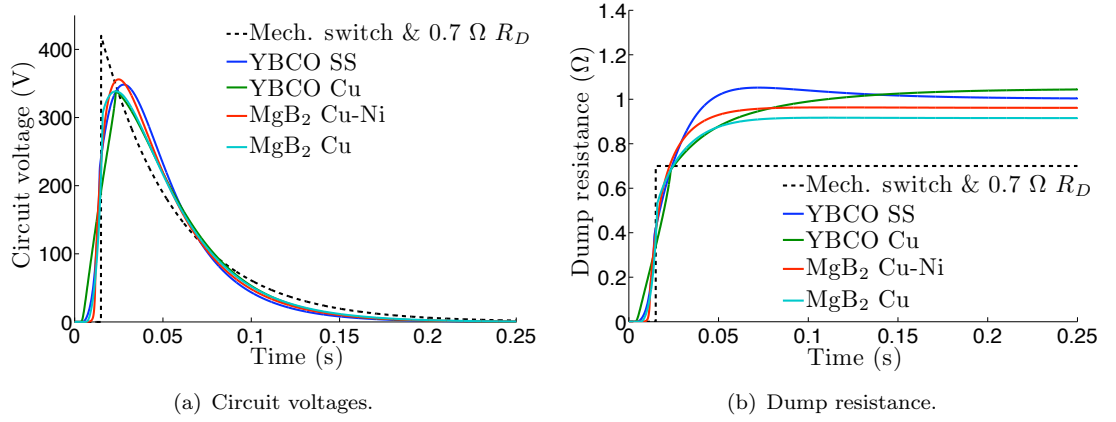 Circuit voltage (V)
400
300
200
100
0
0 0.05 0.1 0.15 0.2 0.25
Time (s)
Mech. switch & 0.7 Ω R_D
YBCO SS
YBCO Cu
MgB₂ Cu-Ni
MgB₂ Cu
(a) Circuit voltages.
Dump resistance (Ω)
1.4
1.2
1
0.8
0.6
0.4
0.2
0
0 0.05 0.1 0.15 0.2 0.25
Time (s)
Mech. switch & 0.7 Ω R_D
YBCO SS
YBCO Cu
MgB₂ Cu-Ni
MgB₂ Cu
(b) Dump resistance.